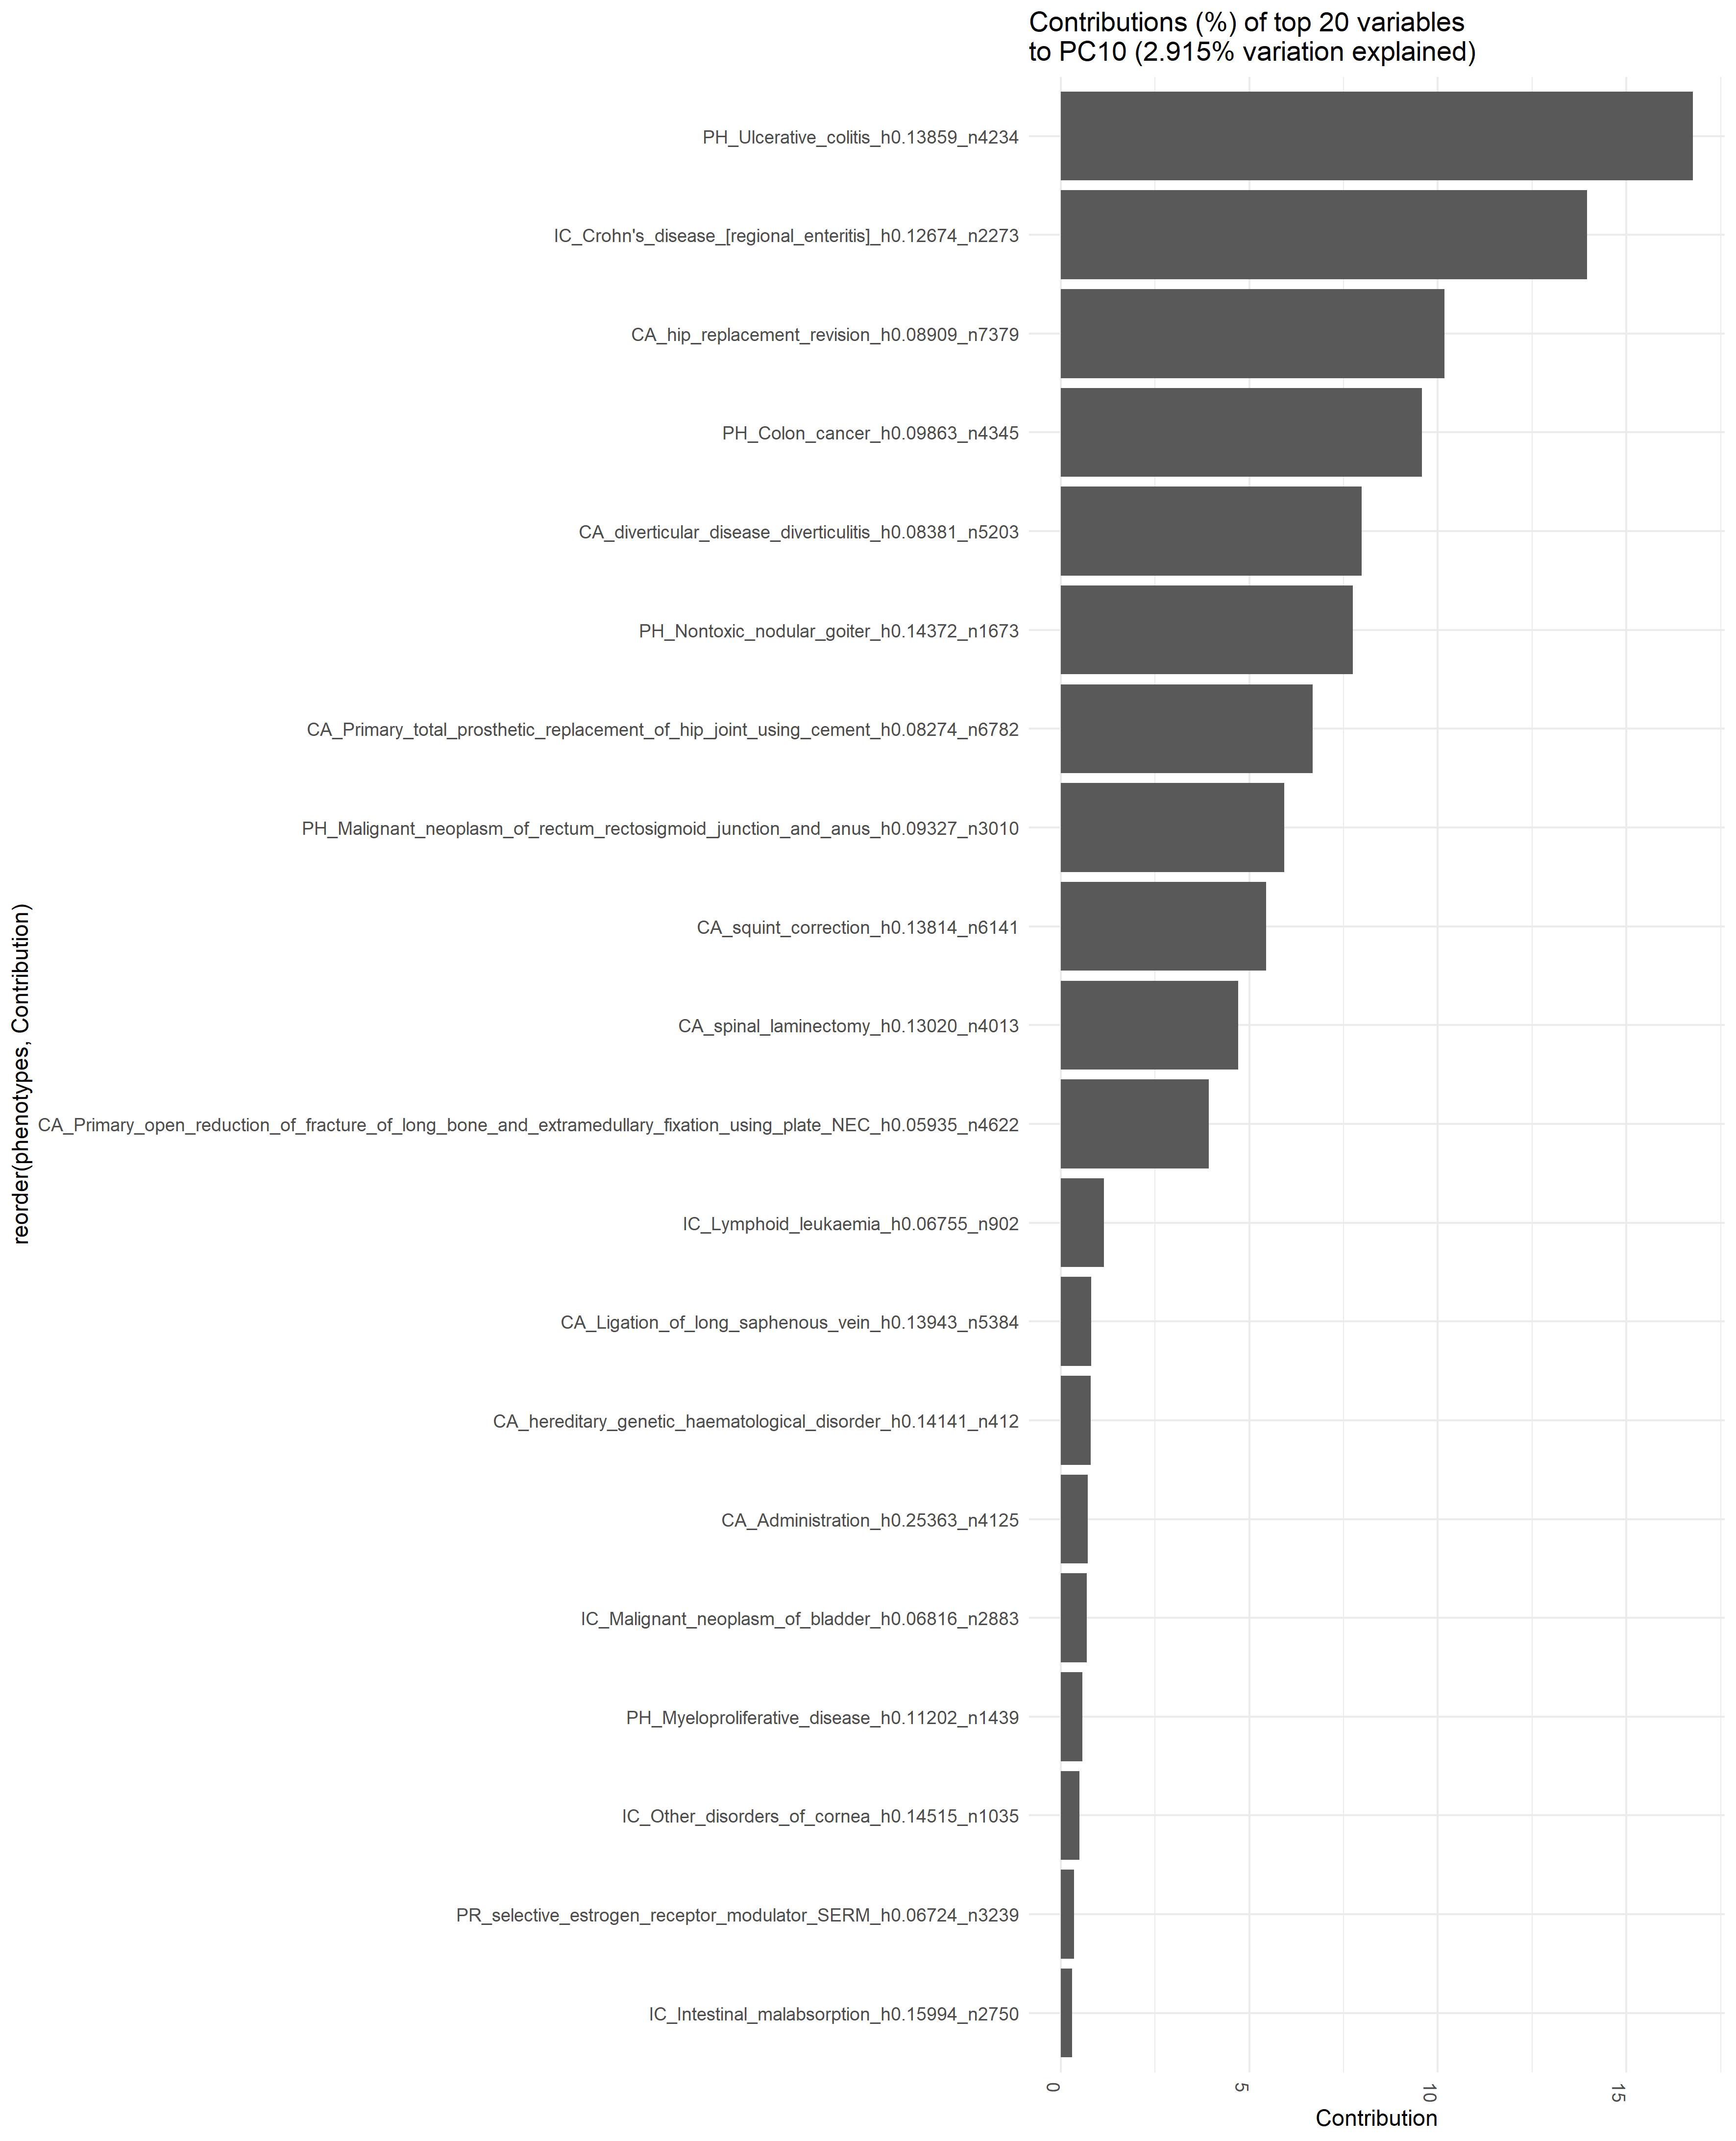 Contributions (%) of top 20 variables
to PC10 (2.915% variation explained)
PH_Ulcerative_colitis_h0.13859_n4234
IC_Crohn's_disease_[regional_enteritis]_h0.12674_n2273
CA_hip_replacement_revision_h0.08909_n7379
PH_Colon_cancer_h0.09863_n4345
CA_diverticular_disease_diverticulitis_h0.08381_n5203
PH_Nontoxic_nodular_goiter_h0.14372_n1673
CA_Primary_total_prosthetic_replacement_of_hip_joint_using_cement_h0.08274_n6782
PH_Malignant_neoplasm_of_rectum_rectosigmoid_junction_and_anus_h0.09327_n3010
CA_squint_correction_h0.13814_n6141
CA_spinal_laminectomy_h0.13020_n4013
CA_Primary_open_reduction_of_fracture_of_long_bone_and_extramedullary_fixation_using_plate_NEC_h0.05935_n4622
IC_Lymphoid_leukaemia_h0.06755_n902
CA_Ligation_of_long_saphenous_vein_h0.13943_n5384
CA_hereditary_genetic_haematological_disorder_h0.14141_n412
CA_Administration_h0.25363_n4125
IC_Malignant_neoplasm_of_bladder_h0.06816_n2883
PH_Myeloproliferative_disease_h0.11202_n1439
IC_Other_disorders_of_cornea_h0.14515_n1035
PR_selective_estrogen_receptor_modulator_SERM_h0.06724_n3239
IC_Intestinal_malabsorption_h0.15994_n2750
reorder(phenotypes, Contribution)
0
5
10
15
Contribution